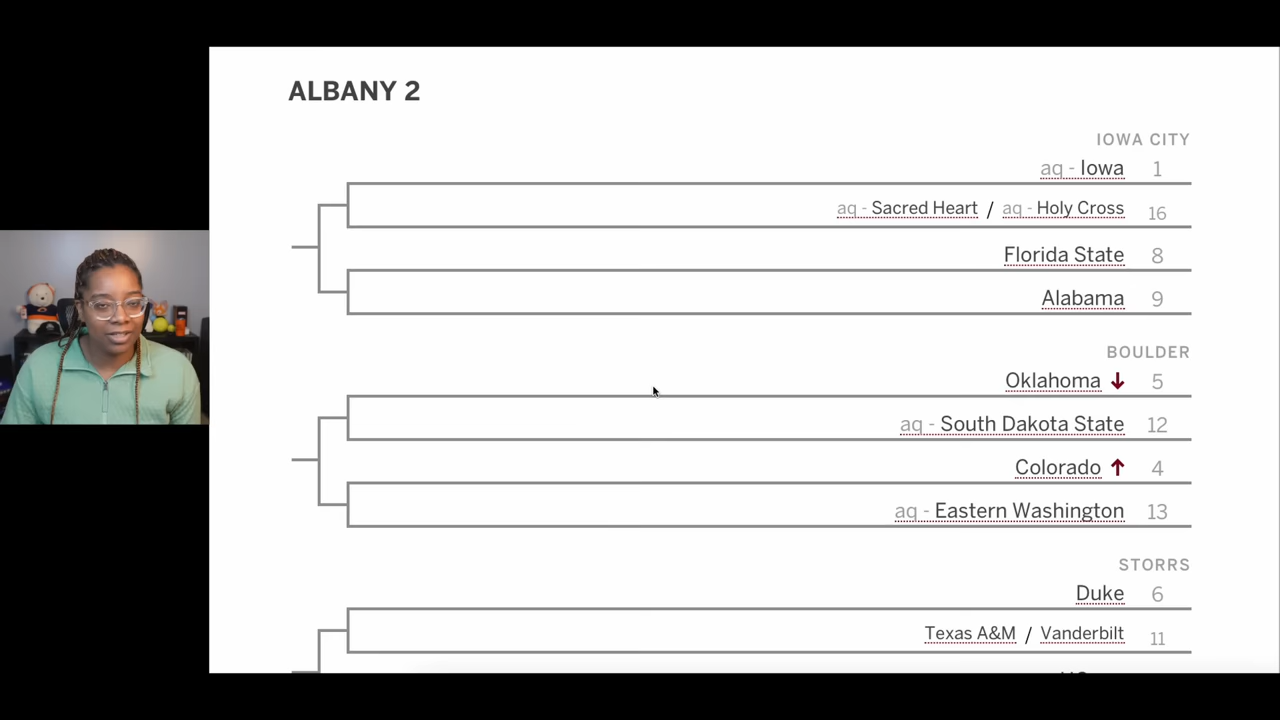 ALBANY 2
IOWA CITY
aq - Iowa 1
aq - Sacred Heart / aq - Holy Cross 16
Florida State 8
Alabama 9
BOULDER
Oklahoma ↓ 5
aq - South Dakota State 12
Colorado ↑ 4
aq - Eastern Washington 13
STORRS
Duke 6
Texas A&M / Vanderbilt 11